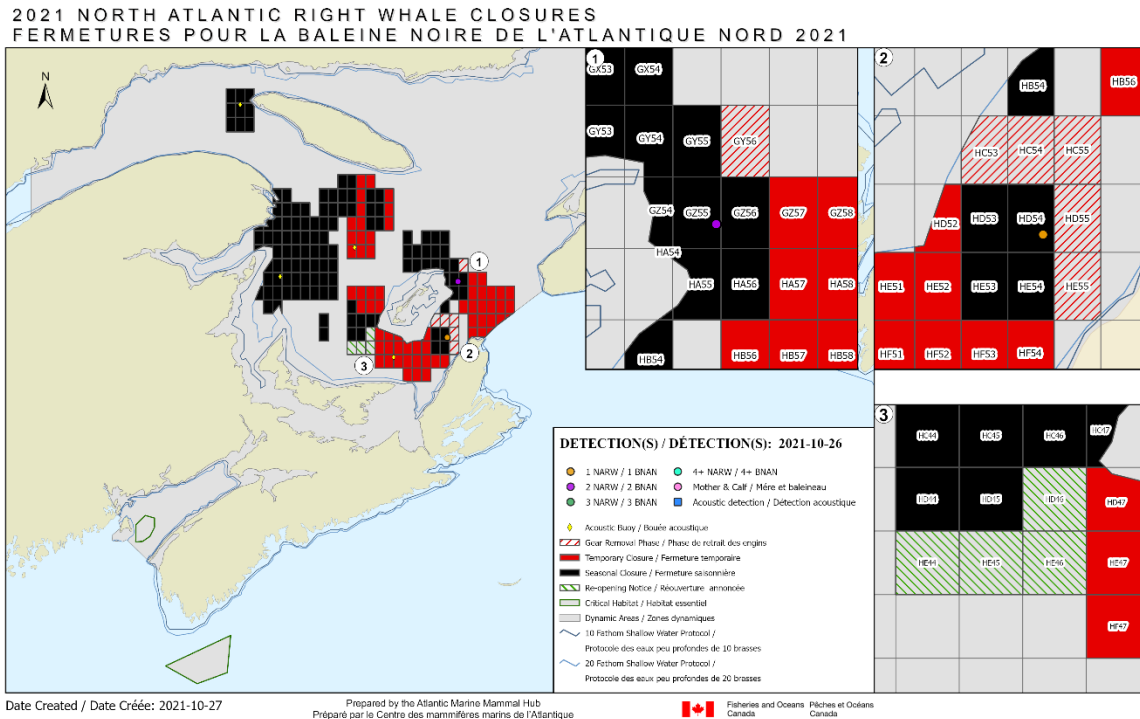 2021 NORTH ATLANTIC RIGHT WHALE CLOSURES
FERMETURES POUR LA BALEINE NOIRE DE L'ATLANTIQUE NORD 2021
N
1
2
3
1
GX53 GX54
GY53 GY54 GY55 GY56
GZ54 GZ55 GZ56 GZ57 GZ58
HA54
HA55 HA56 HA57 HA58
HB54 HB56 HB57 HB58
2
HB54 HB56
HC53 HC54 HC55
HD52 HD53 HD54 HD55
HE51 HE52 HE53 HE54 HE55
HF51 HF52 HF53 HF54
3
HC44 HC45 HC46 HC47
HD44 HD45 HD46 HD47
HE44 HE45 HE46 HE47
HF47
DETECTION(S) / DÉTECTION(S): 2021-10-26
1 NARW / 1 BNAN
2 NARW / 2 BNAN
3 NARW / 3 BNAN
4+ NARW / 4+ BNAN
Mother & Calf / Mére et baleineau
Acoustic detection / Détection acoustique
Acoustic Buoy / Bouée acoustique
Gear Removal Phase / Phase de retrait des engins
Temporary Closure / Fermeture temporaire
Seasonal Closure / Fermeture saisonnière
Re-opening Notice / Réouverture annoncée
Critical Habitat / Habitat essentiel
Dynamic Areas / Zones dynamiques
10 Fathom Shallow Water Protocol /
Protocole des eaux peu profondes de 10 brasses
20 Fathom Shallow Water Protocol /
Protocole des eaux peu profondes de 20 brasses
Date Created / Date Créée: 2021-10-27
Prepared by the Atlantic Marine Mammal Hub
Préparé par le Centre des mammifères marins de l'Atlantique
Fisheries and Oceans Pêches et Océans
Canada Canada